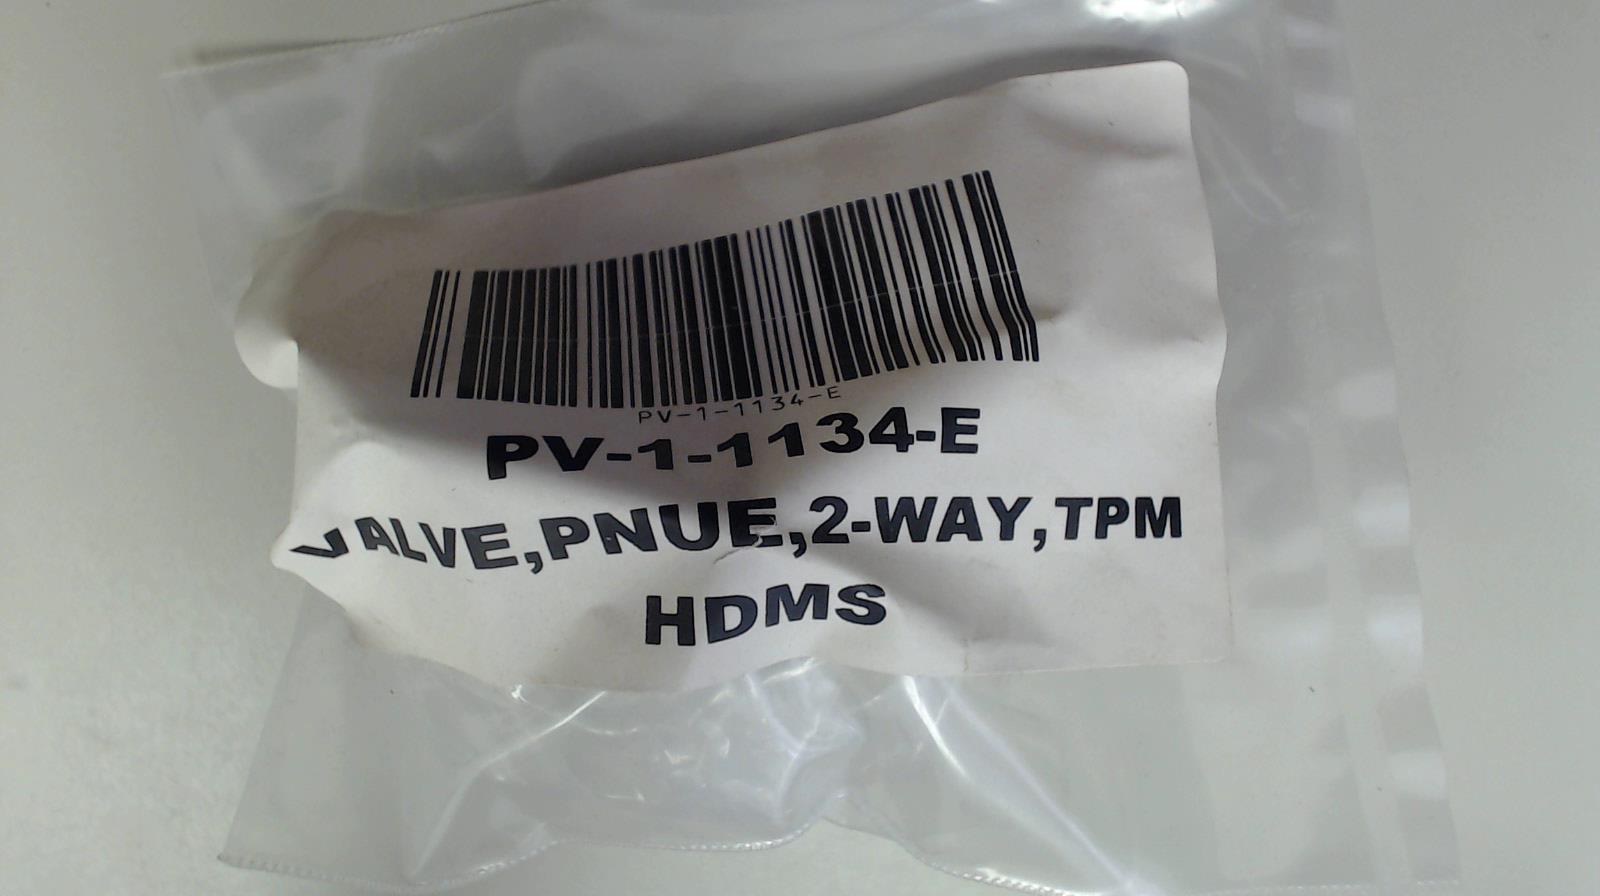 PV-1-1134-E
PV-1-1134-E
VALVE,PNUE,2-WAY,TPM
HDMS